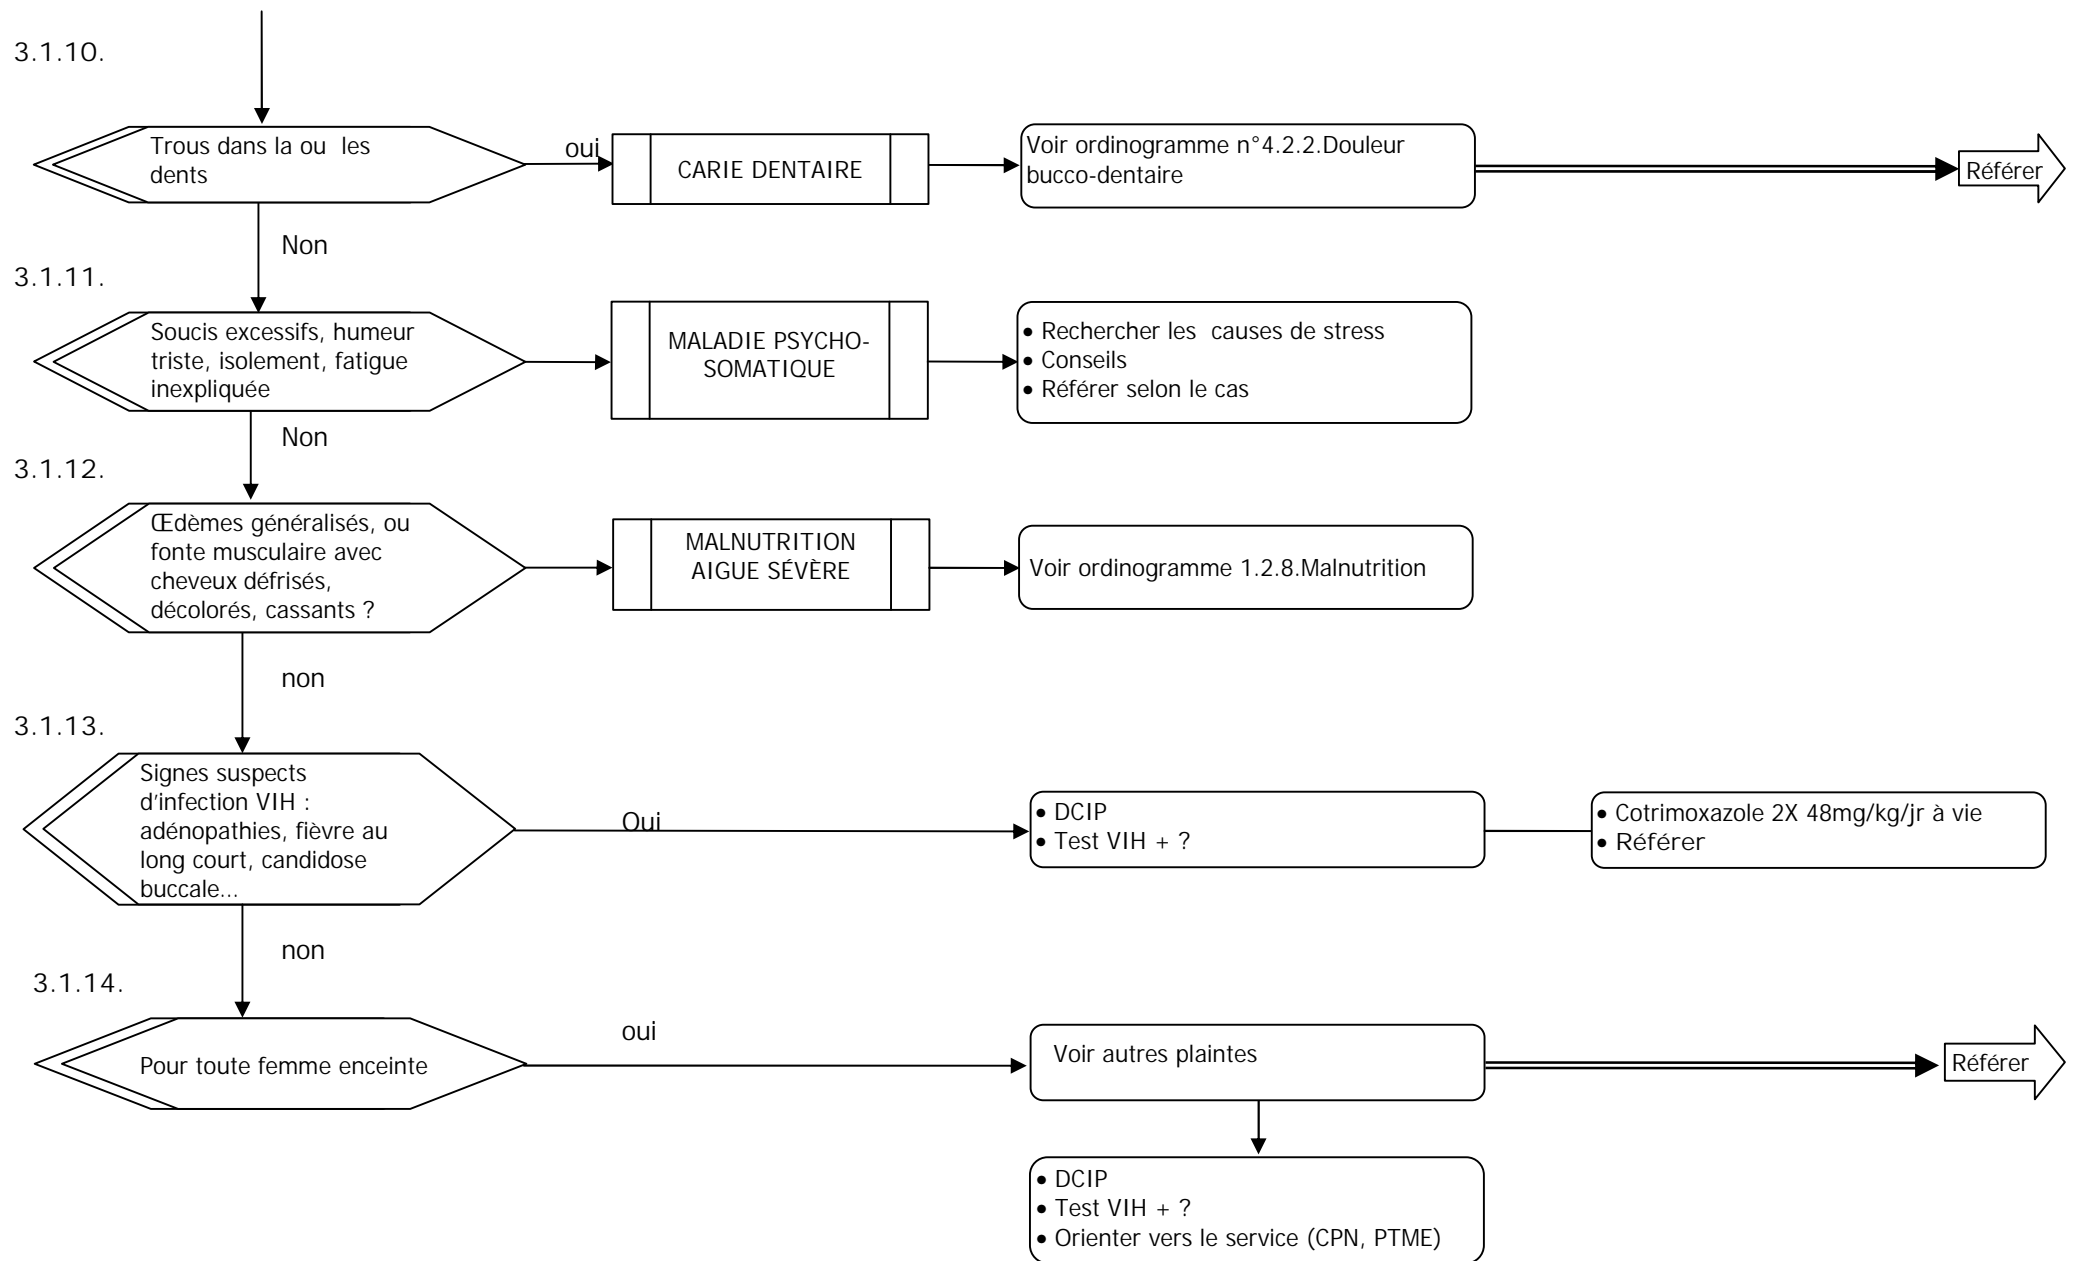 3.1.10.
Trous dans la ou les
dents
oui
CARIE DENTAIRE
Voir ordinogramme n°4.2.2.Douleur
bucco-dentaire
Référer
Non
3.1.11.
Soucis excessifs, humeur
triste, isolement, fatigue
inexpliquée
MALADIE PSYCHO-
SOMATIQUE
• Rechercher les causes de stress
• Conseils
• Référer selon le cas
Non
3.1.12.
Œdèmes généralisés, ou
fonte musculaire avec
cheveux défrisés,
décolorés, cassants ?
MALNUTRITION
AIGUE SÉVÈRE
Voir ordinogramme 1.2.8.Malnutrition
non
3.1.13.
Signes suspects
d'infection VIH :
adénopathies, fièvre au
long court, candidose
buccale...
Oui
• DCIP
• Test VIH + ?
• Cotrimoxazole 2X 48mg/kg/jr à vie
• Référer
non
3.1.14.
Pour toute femme enceinte
oui
Voir autres plaintes
Référer
• DCIP
• Test VIH + ?
• Orienter vers le service (CPN, PTME)